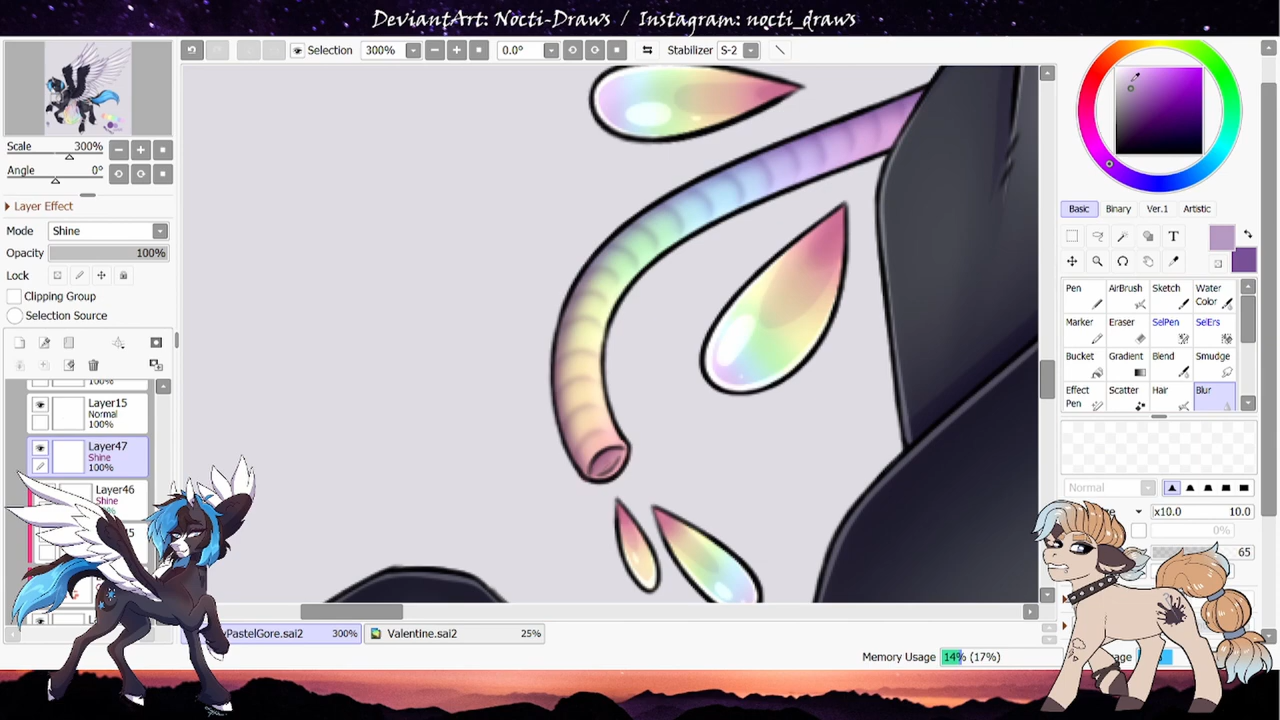 DeviantArt: Nocti-Draws / Instagram: nocti_draws
Selection 300% 0.0° Stabilizer S-2
Scale 300%
Angle 0°
Layer Effect
Mode Shine
Opacity 100%
Lock
Clipping Group
Selection Source
100%
Layer15
Normal
100%
Layer47
Shine
100%
Layer46
Shine
Basic Binary Ver.1 Artistic
T
Pen AirBrush Sketch Water Color
Marker Eraser SelPen SelErs
Bucket Gradient Blend Smudge
Effect Pen Scatter Hair Blur
Normal
x10.0 10.0
0%
65
yPastelGore.sai2 300% Valentine.sai2 25%
Memory Usage 14% (17%)